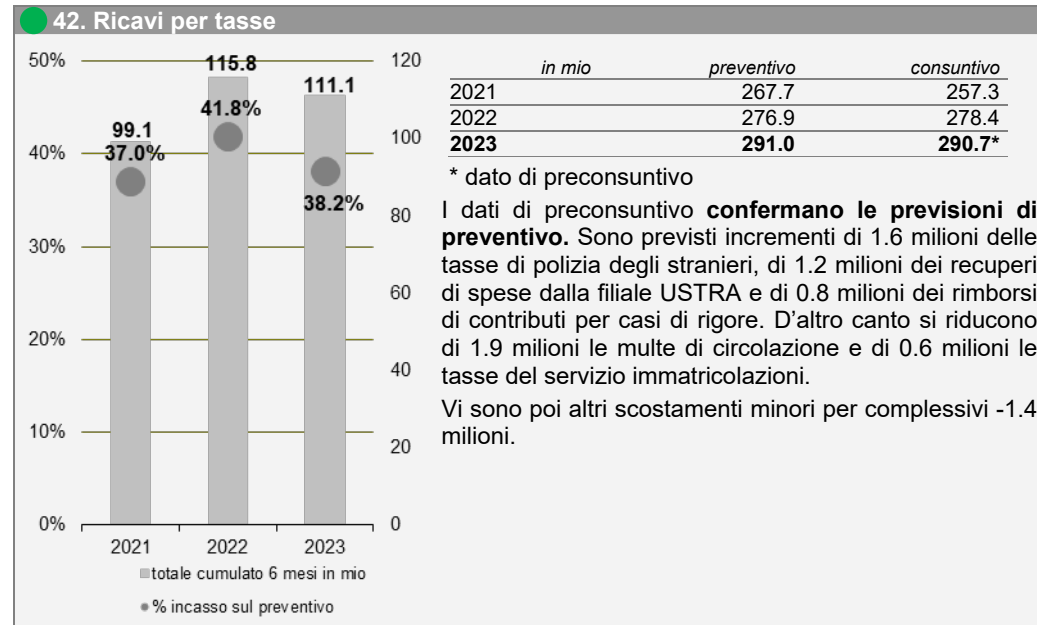 42. Ricavi per tasse
50%
40%
30%
20%
10%
0%
120
100
80
60
40
20
0
99.1
37.0%
115.8
41.8%
111.1
38.2%
2021 2022 2023
totale cumulato 6 mesi in mio
% incasso sul preventivo
in mio preventivo consuntivo
2021 267.7 257.3
2022 276.9 278.4
2023 291.0 290.7*
* dato di preconsuntivo
I dati di preconsuntivo confermano le previsioni di
preventivo. Sono previsti incrementi di 1.6 milioni delle
tasse di polizia degli stranieri, di 1.2 milioni dei recuperi
di spese dalla filiale USTRA e di 0.8 milioni dei rimborsi
di contributi per casi di rigore. D’altro canto si riducono
di 1.9 milioni le multe di circolazione e di 0.6 milioni le
tasse del servizio immatricolazioni.
Vi sono poi altri scostamenti minori per complessivi -1.4
milioni.